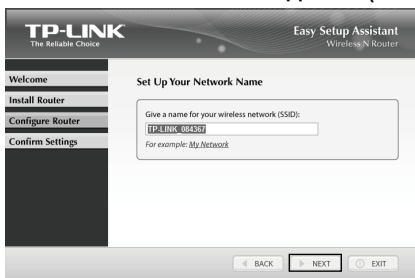 TP-LINK
The Reliable Choice
Easy Setup Assistant
Wireless N Router
Welcome
Install Router
Configure Router
Confirm Settings
Set Up Your Network Name
Give a name for your wireless network (SSID):
TP-LINK_084367
For example: My Network
BACK
NEXT
EXIT